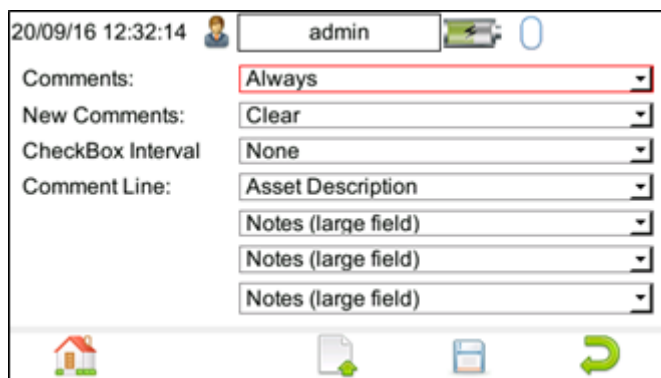 20/09/16 12:32:14 admin
Comments: Always
New Comments: Clear
CheckBox Interval None
Comment Line: Asset Description
Notes (large field)
Notes (large field)
Notes (large field)